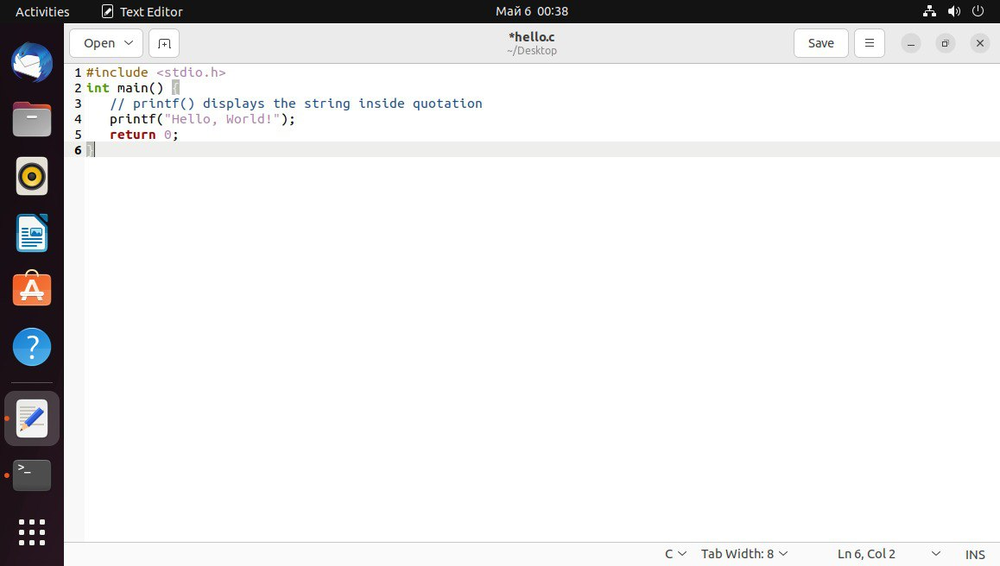 Activities Text Editor Май 6 00:38
Open *hello.c Save
~/Desktop
1 #include <stdio.h>
2 int main() {
3    // printf() displays the string inside quotation
4    printf("Hello, World!");
5    return 0;
6 }
C Tab Width: 8 Ln 6, Col 2 INS